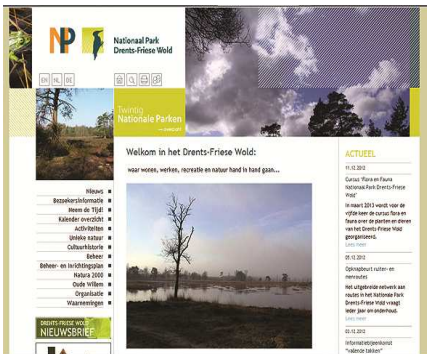 NP
Nationaal Park
Drents-Friese Wold
EN NL DE
Twintig
Nationale Parken
Welkom in het Drents-Friese Wold:
waar wonen, werken, recreatie en natuur hand in hand gaan...
Nieuws
Bezoekersinformatie
Neem de Tijd!
Kalender overzicht
Activiteiten
Unieke natuur
Cultuurhistorie
Beheer
Beheer- en Inrichtingsplan
Natura 2000
Oude Willem
Organisatie
Waarnemingen
DRENTS-FRIESE WOLD
NIEUWSBRIEF
ACTUEEL
11.12.2012
Cursus 'flora en fauna
Nationaal Park Drents-Friese
Wold'
In maart 2013 wordt voor de
vijfde keer de cursus flora en
fauna over de planten en dieren
van het Drents-Friese Wold
georganiseerd.
Lees meer
05.12.2012
Opknapbeurt ruiter- en
menroutes
Het uitgebreide netwerk aan
routes in het Nationale Park
Drents-Friese Wold vraagt
ieder jaar om onderhoud.
Lees meer
03.12.2012
Informatiebijeenkomst
"vallende takken"